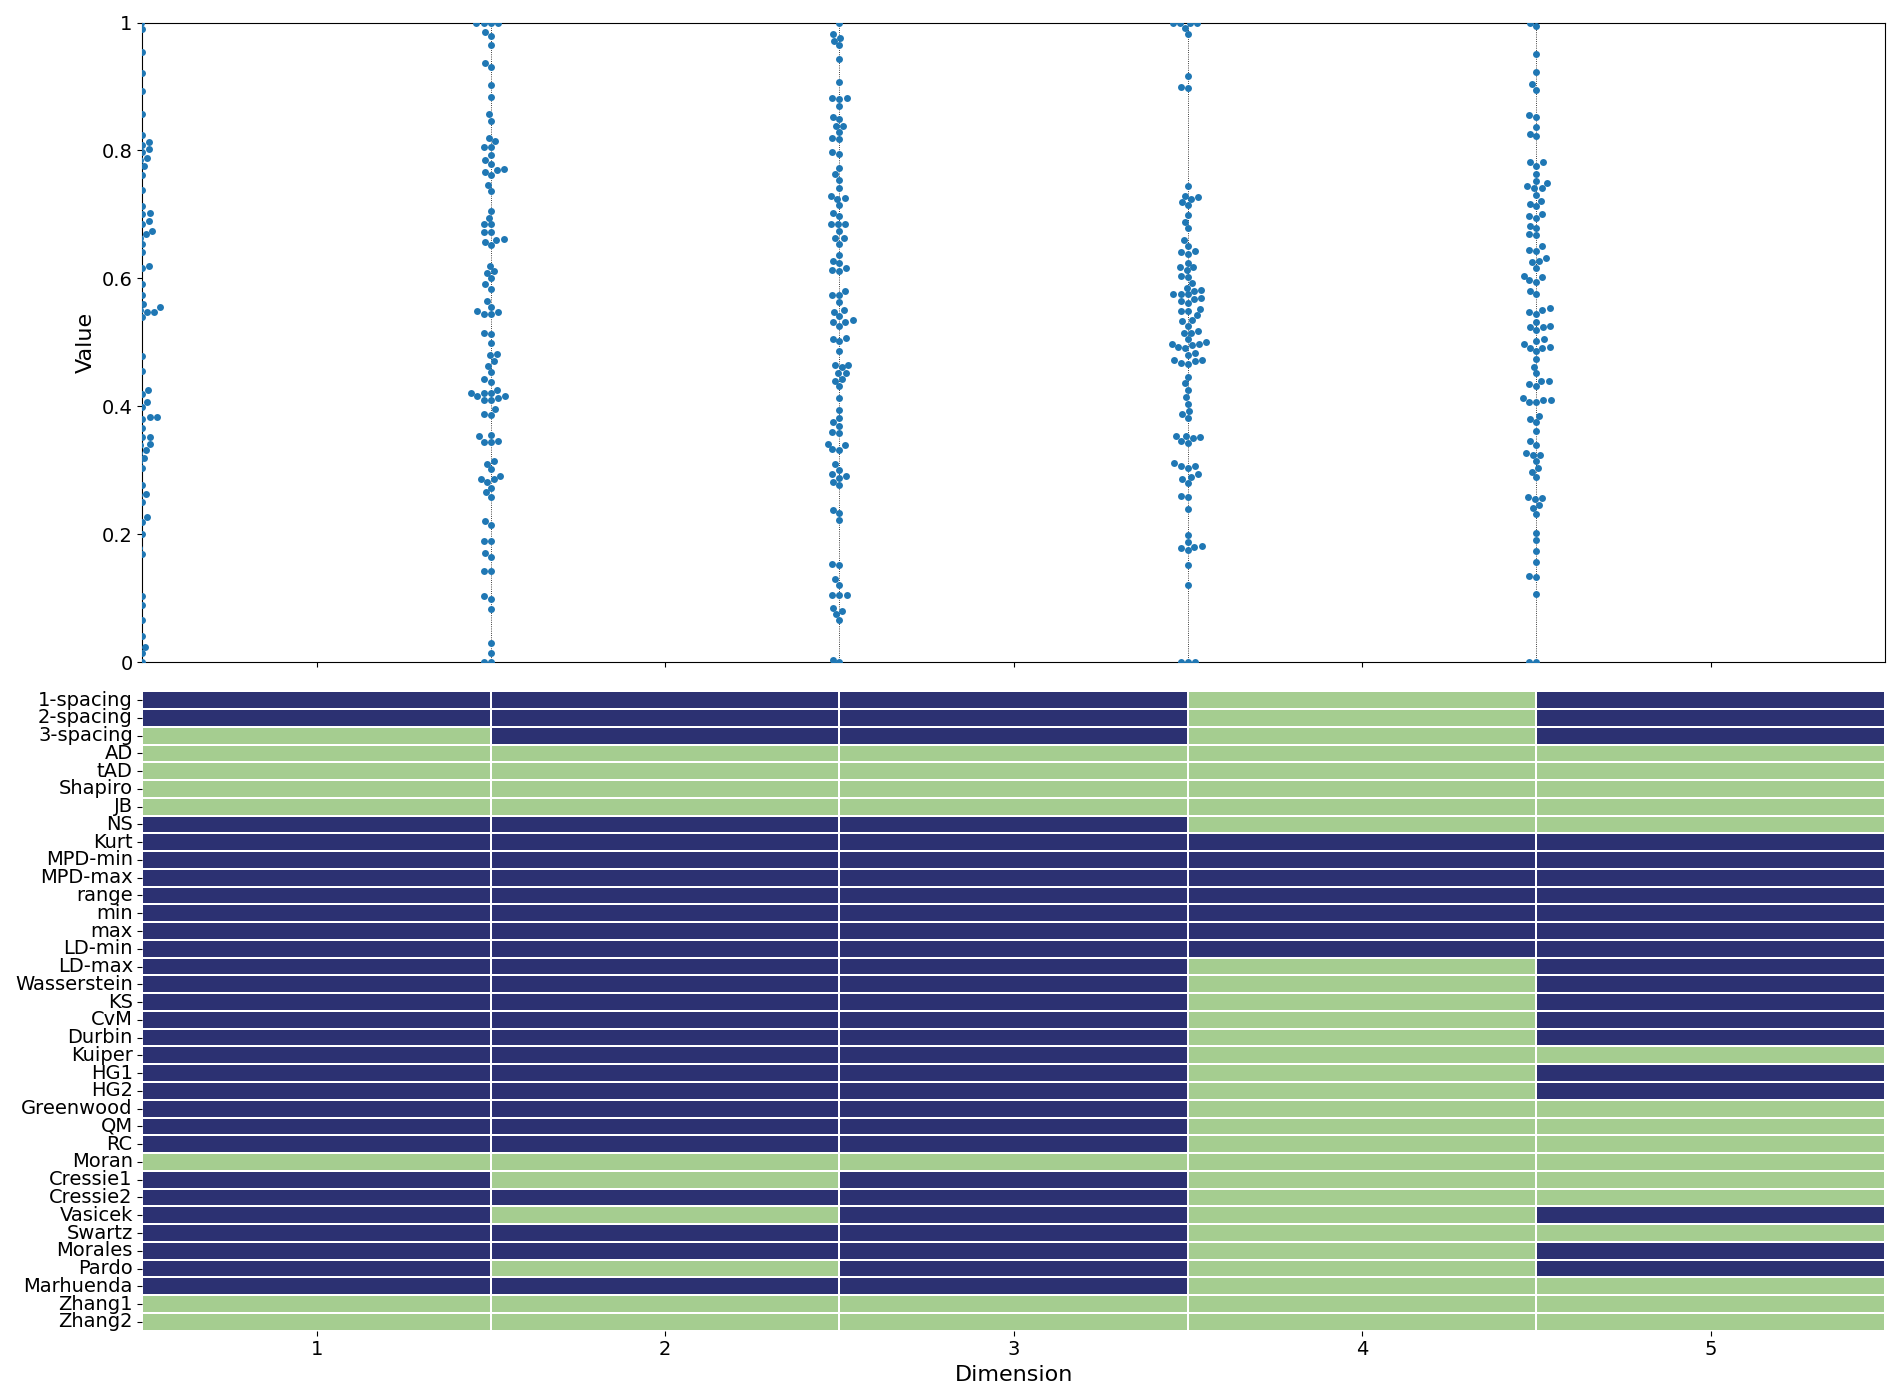 1
0.8
0.6
0.4
0.2
0
Value
1-spacing
2-spacing
3-spacing
AD
tAD
Shapiro
JB
NS
Kurt
MPD-min
MPD-max
range
min
max
LD-min
LD-max
Wasserstein
KS
CvM
Durbin
Kuiper
HG1
HG2
Greenwood
QM
RC
Moran
Cressie1
Cressie2
Vasicek
Swartz
Morales
Pardo
Marhuenda
Zhang1
Zhang2
1 2 3 4 5
Dimension